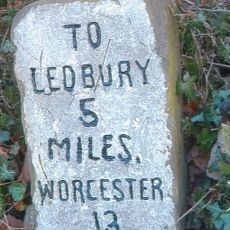 TO
LEDBURY
5
MILES.
WORCESTER
13